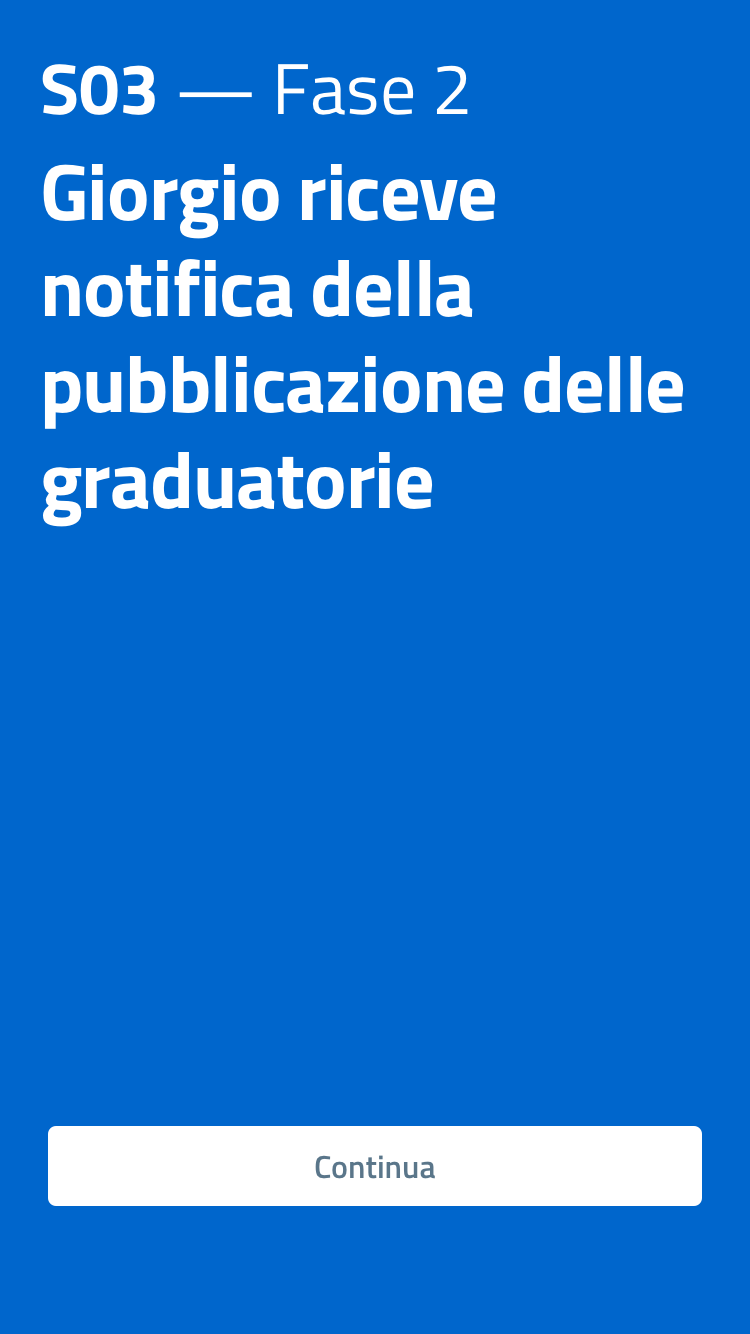 S03 — Fase 2
Giorgio riceve
notifica della
pubblicazione delle
graduatorie
Continua